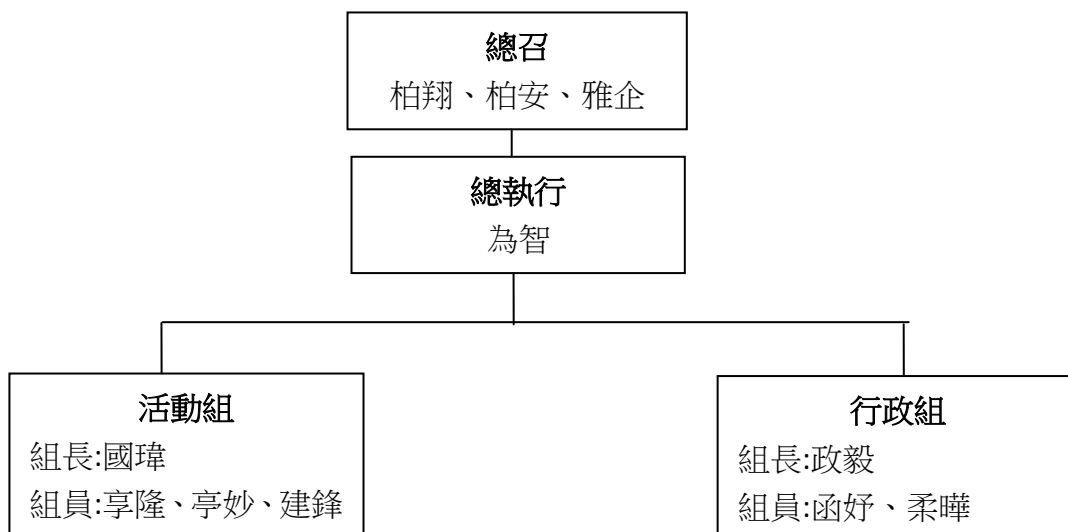 總召
柏翔、柏安、雅企
總執行
為智
活動組
組長:國瑋
組員:享隆、亭妙、建鋒
行政組
組長:政毅
組員:函妤、柔曄